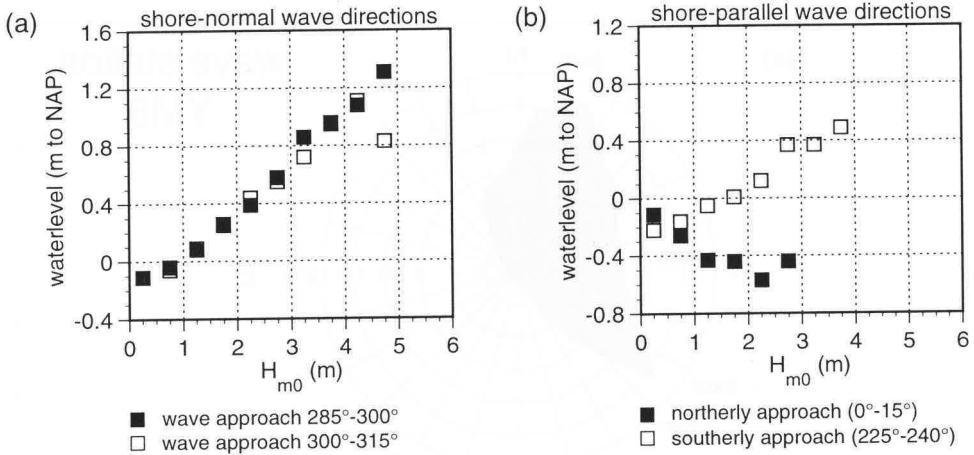 (a)
shore-normal wave directions
waterlevel (m to NAP)
1.6
1.2
0.8
0.4
0
-0.4
0 1 2 3 4 5 6
Hm0 (m)
■ wave approach 285°-300°
□ wave approach 300°-315°
(b)
shore-parallel wave directions
waterlevel (m to NAP)
1.2
0.8
0.4
0
-0.4
-0.8
0 1 2 3 4 5 6
Hm0 (m)
■ northerly approach (0°-15°)
□ southerly approach (225°-240°)